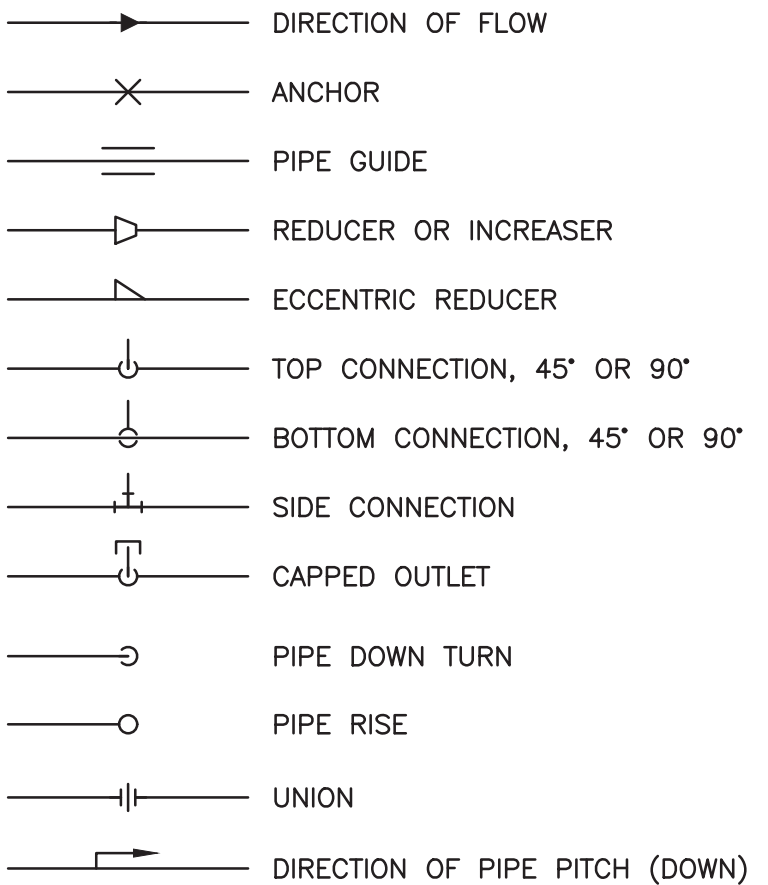 DIRECTION OF FLOW
ANCHOR
PIPE GUIDE
REDUCER OR INCREASER
ECCENTRIC REDUCER
TOP CONNECTION, 45° OR 90°
BOTTOM CONNECTION, 45° OR 90°
SIDE CONNECTION
CAPPED OUTLET
PIPE DOWN TURN
PIPE RISE
UNION
DIRECTION OF PIPE PITCH (DOWN)